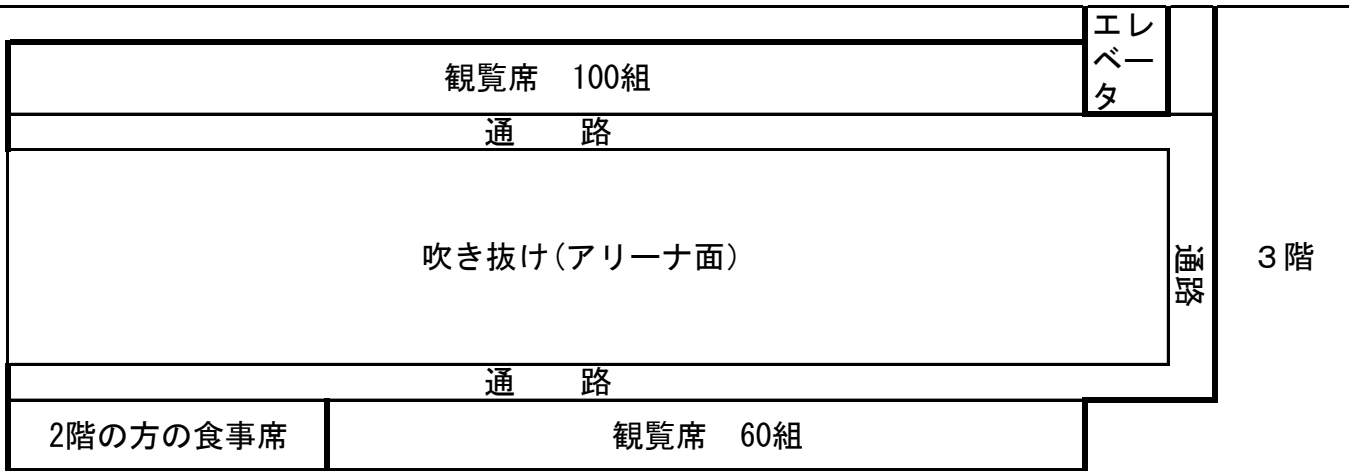 エレ
ベー
タ
観覧席　100組
通　　路
吹き抜け(アリーナ面)
通路
３階
通　　路
2階の方の食事席
観覧席　60組